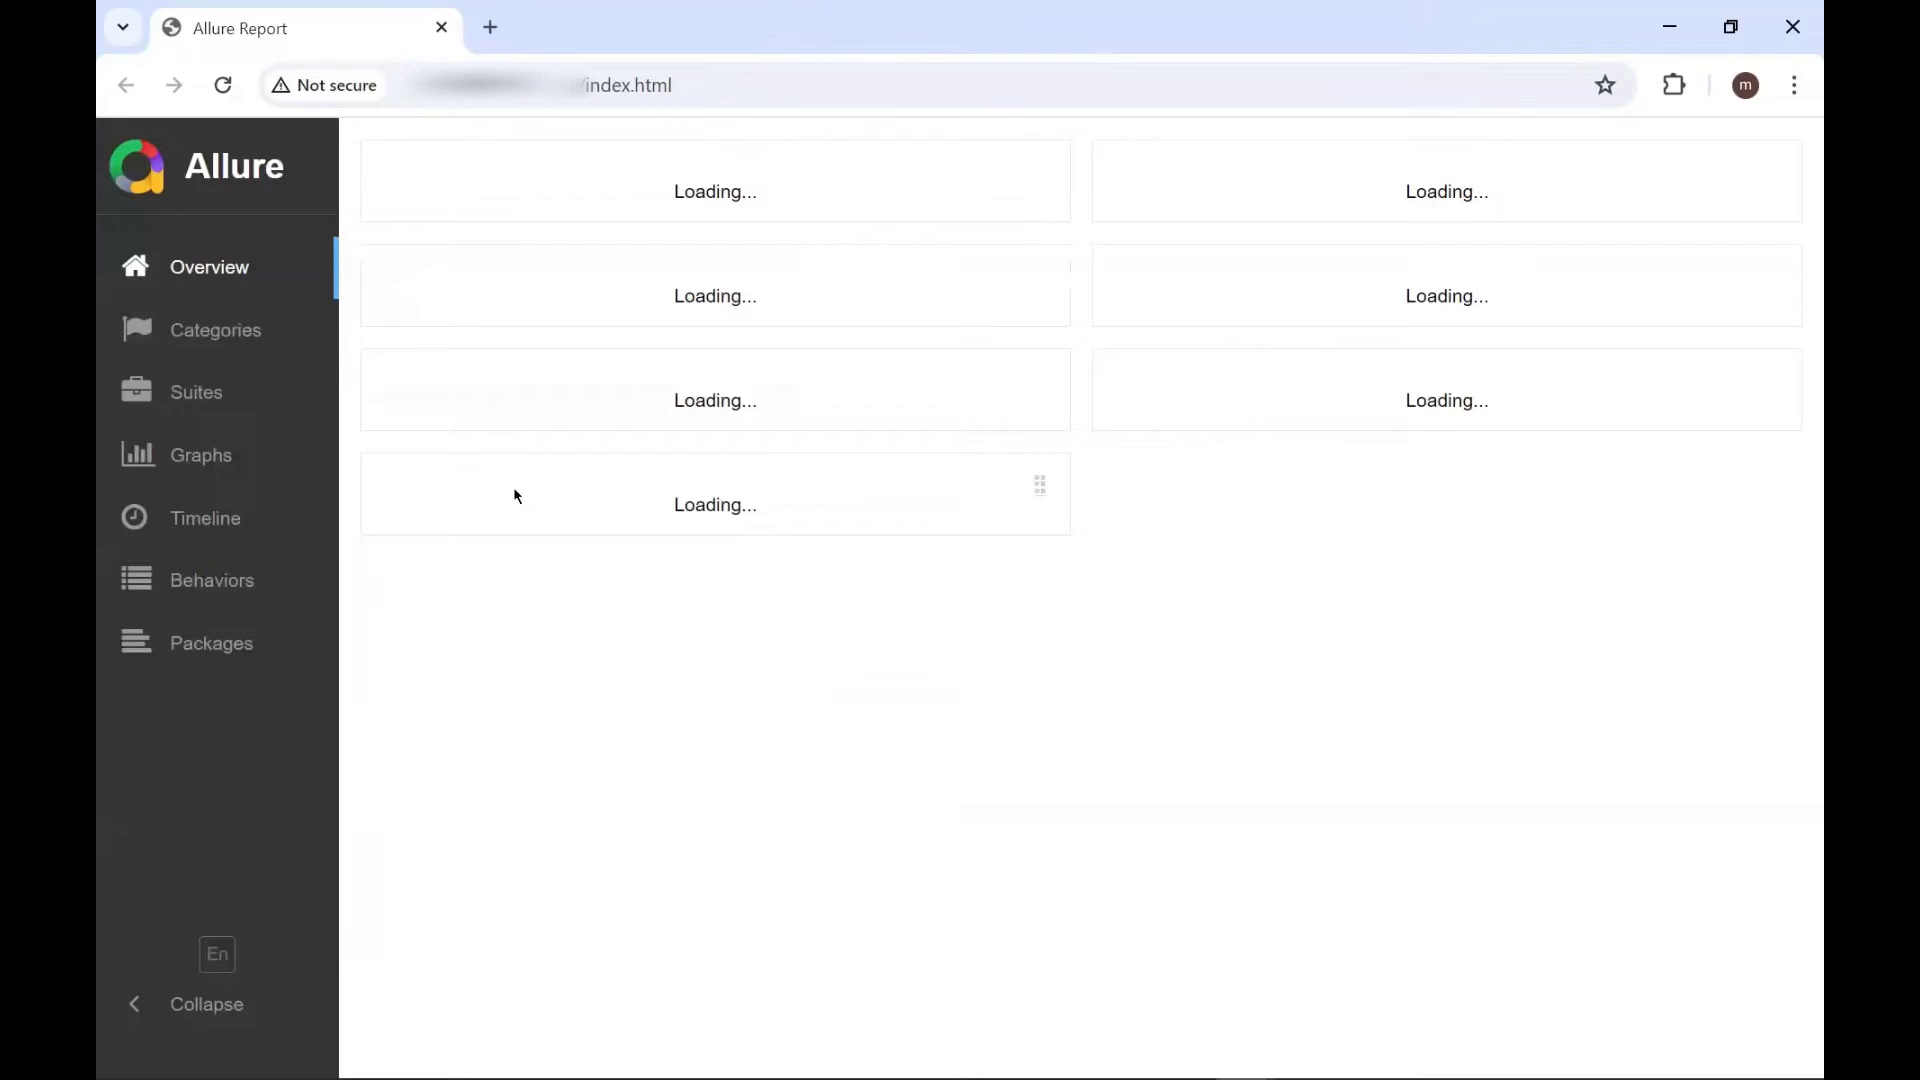 Allure Report
Not secure
/index.html
m
Allure
Overview
Categories
Suites
Graphs
Timeline
Behaviors
Packages
En
Collapse
Loading...
Loading...
Loading...
Loading...
Loading...
Loading...
Loading...